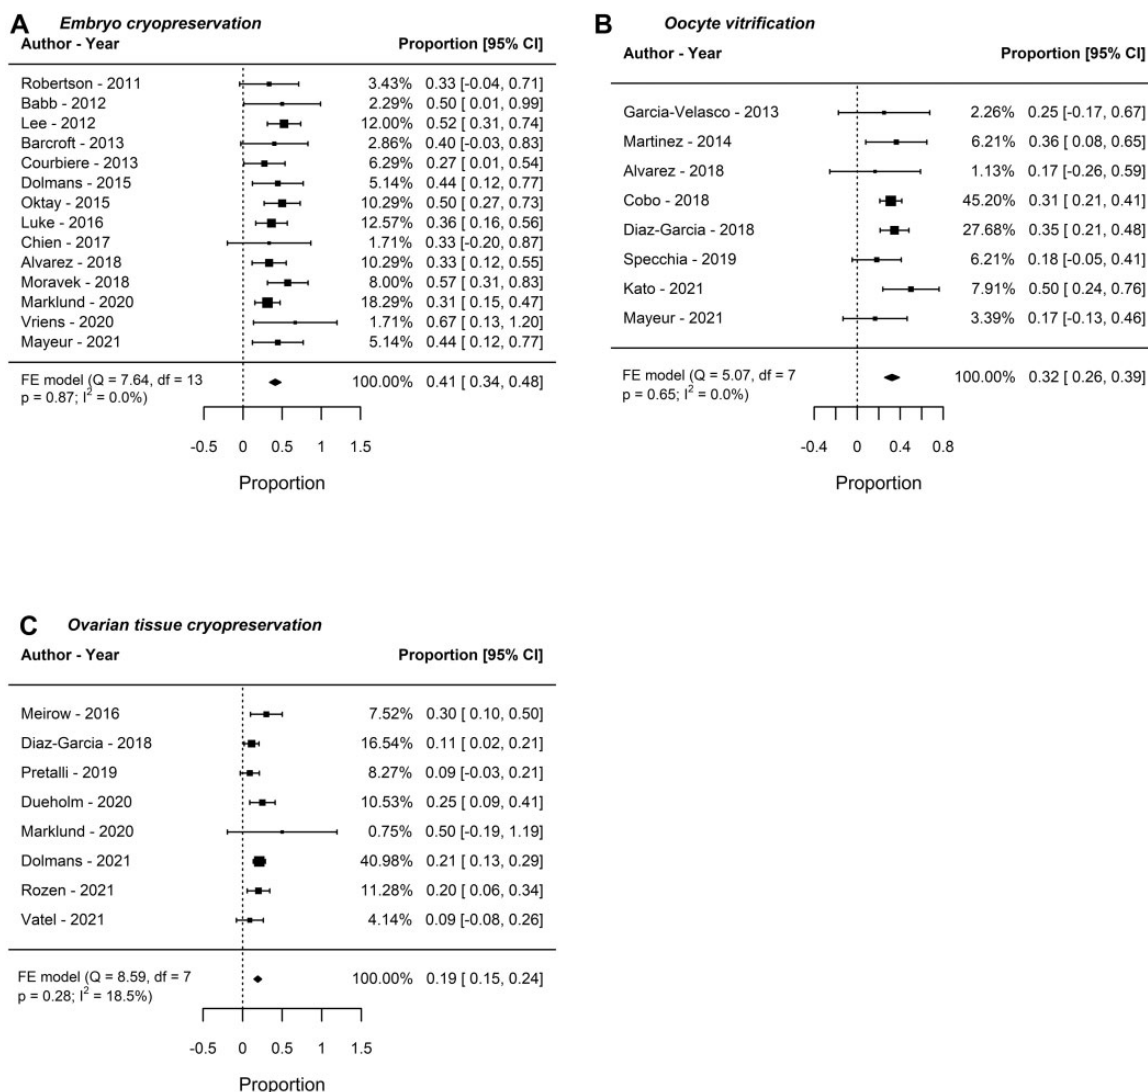 A Embryo cryopreservation
Author - Year Proportion [95% CI]
Robertson - 2011 3.43% 0.33 [-0.04, 0.71]
Babb - 2012 2.29% 0.50 [0.01, 0.99]
Lee - 2012 12.00% 0.52 [0.31, 0.74]
Barcroft - 2013 2.86% 0.40 [-0.03, 0.83]
Courbiere - 2013 6.29% 0.27 [0.01, 0.54]
Dolmans - 2015 5.14% 0.44 [0.12, 0.77]
Oktay - 2015 10.29% 0.50 [0.27, 0.73]
Luke - 2016 12.57% 0.36 [0.16, 0.56]
Chien - 2017 1.71% 0.33 [-0.20, 0.87]
Alvarez - 2018 10.29% 0.33 [0.12, 0.55]
Moravek - 2018 8.00% 0.57 [0.31, 0.83]
Marklund - 2020 18.29% 0.31 [0.15, 0.47]
Vriens - 2020 1.71% 0.67 [0.13, 1.20]
Mayeur - 2021 5.14% 0.44 [0.12, 0.77]
FE model (Q = 7.64, df = 13 100.00% 0.41 [0.34, 0.48]
p = 0.87; I² = 0.0%)
-0.5 0 0.5 1 1.5
Proportion
B Oocyte vitrification
Author - Year Proportion [95% CI]
Garcia-Velasco - 2013 2.26% 0.25 [-0.17, 0.67]
Martinez - 2014 6.21% 0.36 [0.08, 0.65]
Alvarez - 2018 1.13% 0.17 [-0.26, 0.59]
Cobo - 2018 45.20% 0.31 [0.21, 0.41]
Diaz-Garcia - 2018 27.68% 0.35 [0.21, 0.48]
Specchia - 2019 6.21% 0.18 [-0.05, 0.41]
Kato - 2021 7.91% 0.50 [0.24, 0.76]
Mayeur - 2021 3.39% 0.17 [-0.13, 0.46]
FE model (Q = 5.07, df = 7 100.00% 0.32 [0.26, 0.39]
p = 0.65; I² = 0.0%)
-0.4 0 0.4 0.8
Proportion
C Ovarian tissue cryopreservation
Author - Year Proportion [95% CI]
Meirow - 2016 7.52% 0.30 [ 0.10, 0.50]
Diaz-Garcia - 2018 16.54% 0.11 [ 0.02, 0.21]
Pretalli - 2019 8.27% 0.09 [-0.03, 0.21]
Dueholm - 2020 10.53% 0.25 [ 0.09, 0.41]
Marklund - 2020 0.75% 0.50 [-0.19, 1.19]
Dolmans - 2021 40.98% 0.21 [ 0.13, 0.29]
Rozen - 2021 11.28% 0.20 [ 0.06, 0.34]
Vatel - 2021 4.14% 0.09 [-0.08, 0.26]
FE model (Q = 8.59, df = 7 100.00% 0.19 [ 0.15, 0.24]
p = 0.28; I² = 18.5%)
-0.5 0 0.5 1 1.5
Proportion